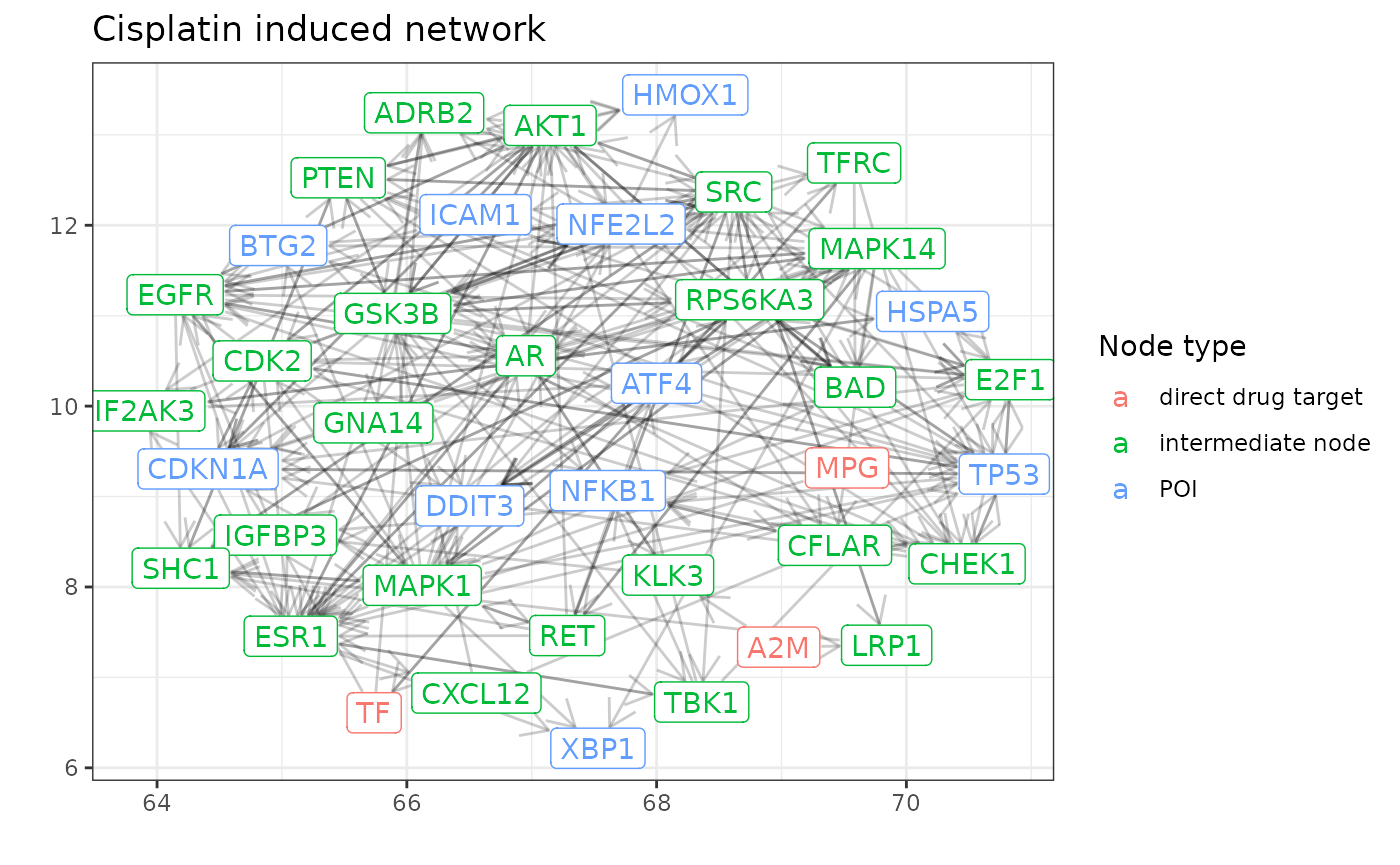 Cisplatin induced network
HMOX1
ADRB2
AKT1
TFRC
PTEN
SRC
ICAM1
NFE2L2
12
BTG2
MAPK14
EGFR
RPS6KA3
GSK3B
HSPA5
Node type
AR
CDK2
ATF4
BAD
E2F1
a direct drug target
10
IF2AK3
GNA14
a intermediate node
CDKN1A
MPG
TP53
a POI
DDIT3
NFKB1
IGFBP3
CFLAR
SHC1
CHEK1
8
MAPK1
KLK3
ESR1
RET
A2M
LRP1
TF
CXCL12
TBK1
XBP1
6
64 66 68 70